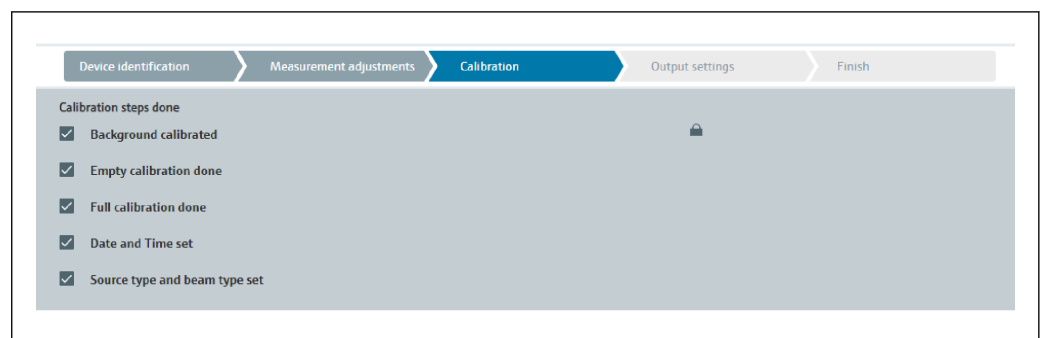 Device identification
Measurement adjustments
Calibration
Output settings
Finish
Calibration steps done
Background calibrated
Empty calibration done
Full calibration done
Date and Time set
Source type and beam type set